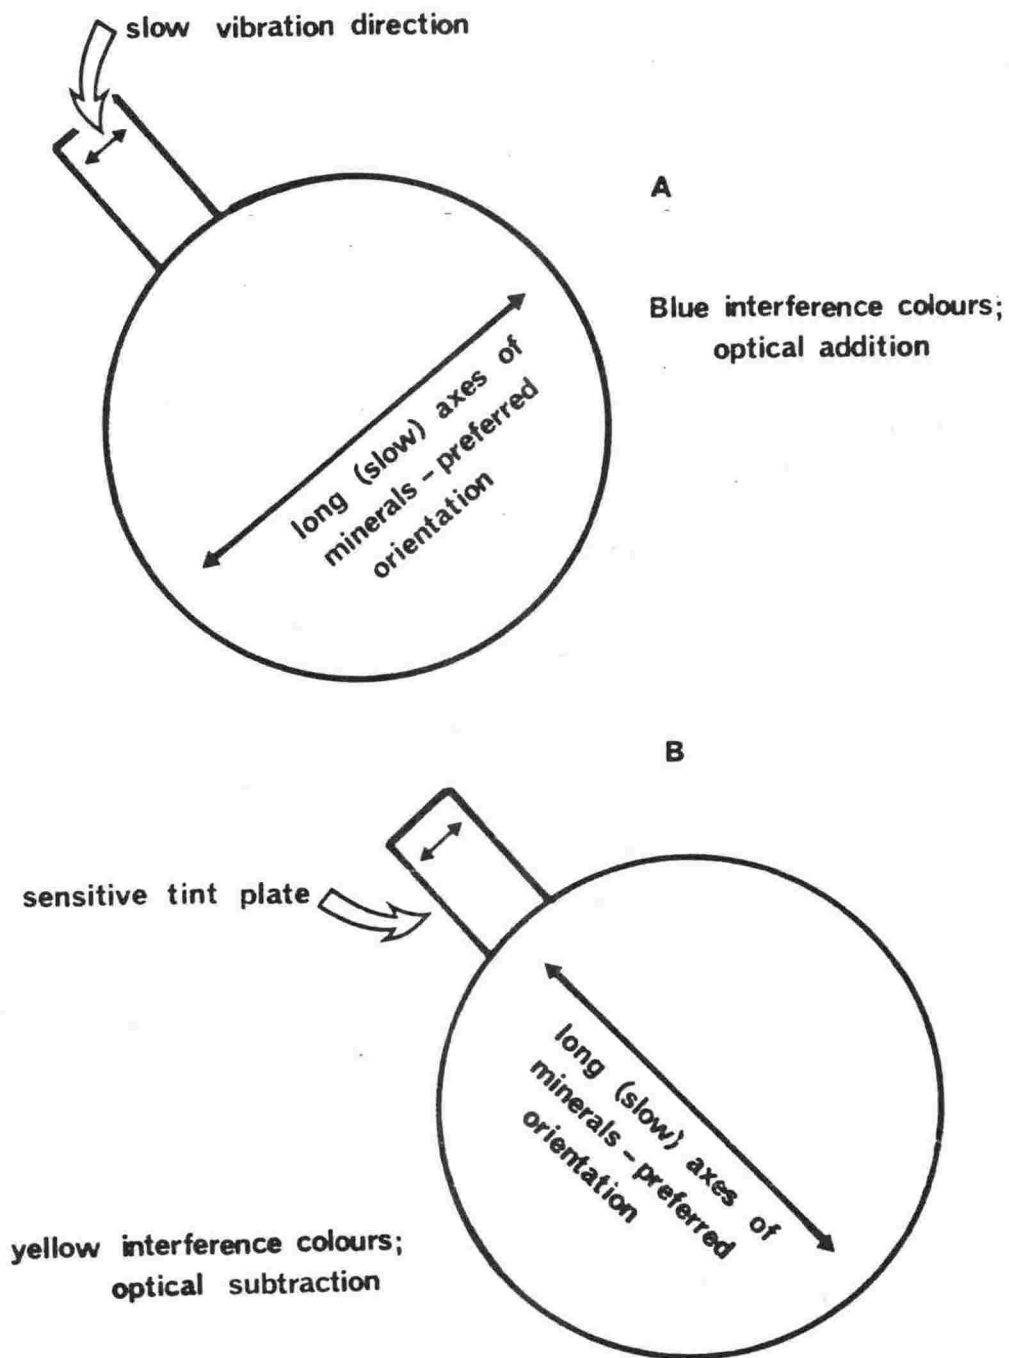 slow vibration direction
A
Blue interference colours;
optical addition
long (slow) axes of
minerals – preferred
orientation
B
sensitive tint plate
long (slow) axes of
minerals – preferred
orientation
yellow interference colours;
optical subtraction